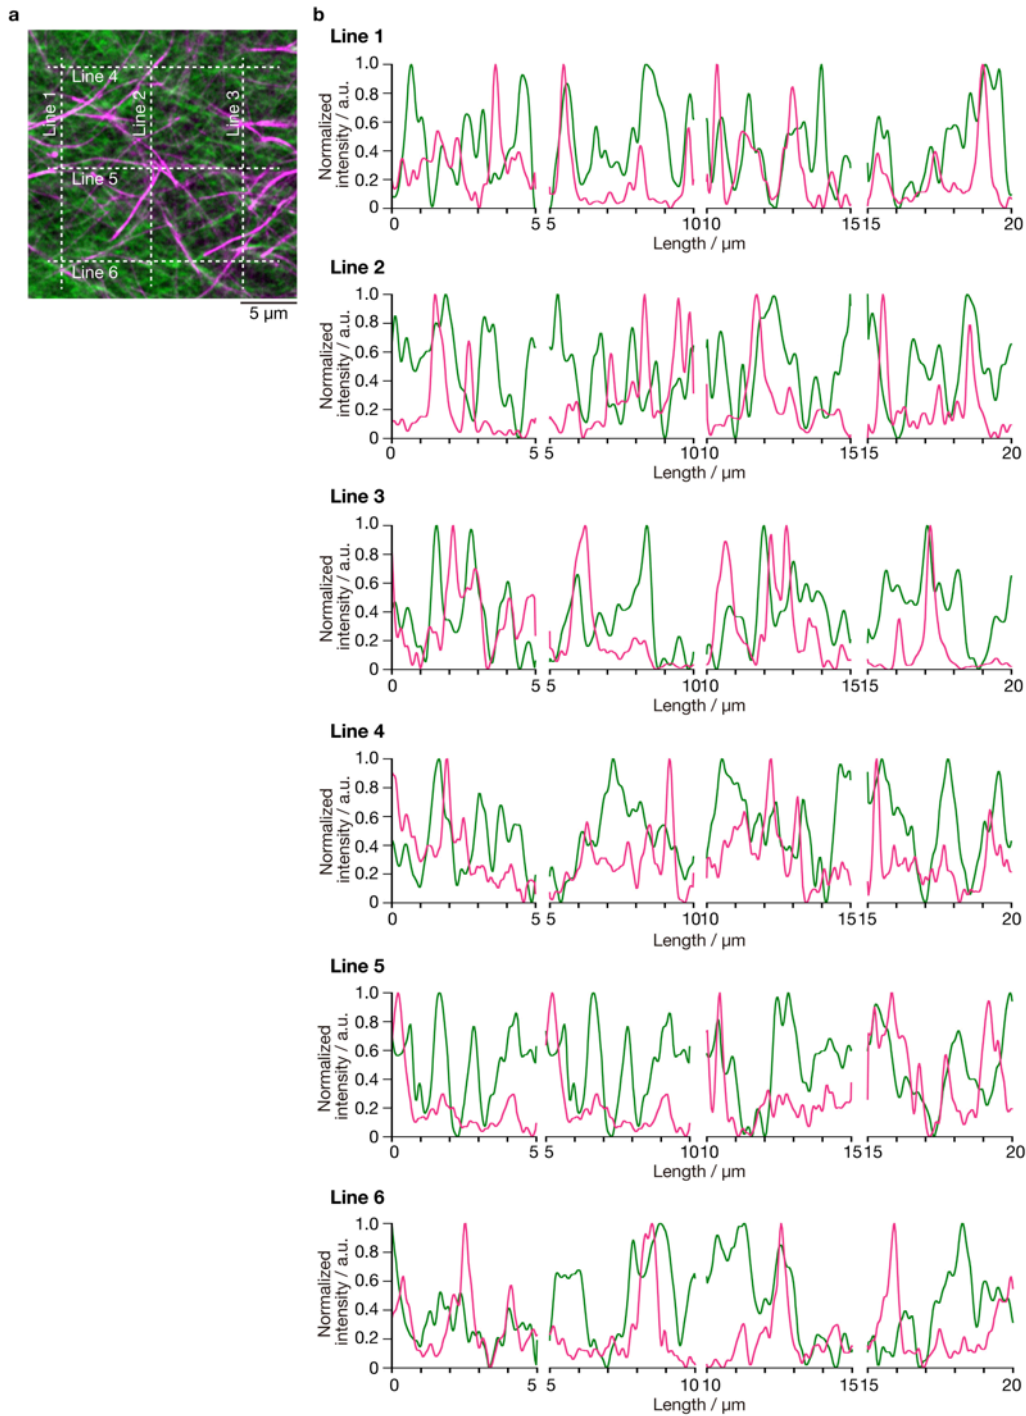 a
Line 4
Line 1
Line 2
Line 3
Line 5
Line 6
5 μm
b
Line 1
Normalized
intensity / a.u.
1.0
0.8
0.6
0.4
0.2
0
0 5 5 10 10 15 15 20
Length / μm
Line 2
Normalized
intensity / a.u.
1.0
0.8
0.6
0.4
0.2
0
0 5 5 10 10 15 15 20
Length / μm
Line 3
Normalized
intensity / a.u.
1.0
0.8
0.6
0.4
0.2
0
0 5 5 10 10 15 15 20
Length / μm
Line 4
Normalized
intensity / a.u.
1.0
0.8
0.6
0.4
0.2
0
0 5 5 10 10 15 15 20
Length / μm
Line 5
Normalized
intensity / a.u.
1.0
0.8
0.6
0.4
0.2
0
0 5 5 10 10 15 15 20
Length / μm
Line 6
Normalized
intensity / a.u.
1.0
0.8
0.6
0.4
0.2
0
0 5 5 10 10 15 15 20
Length / μm